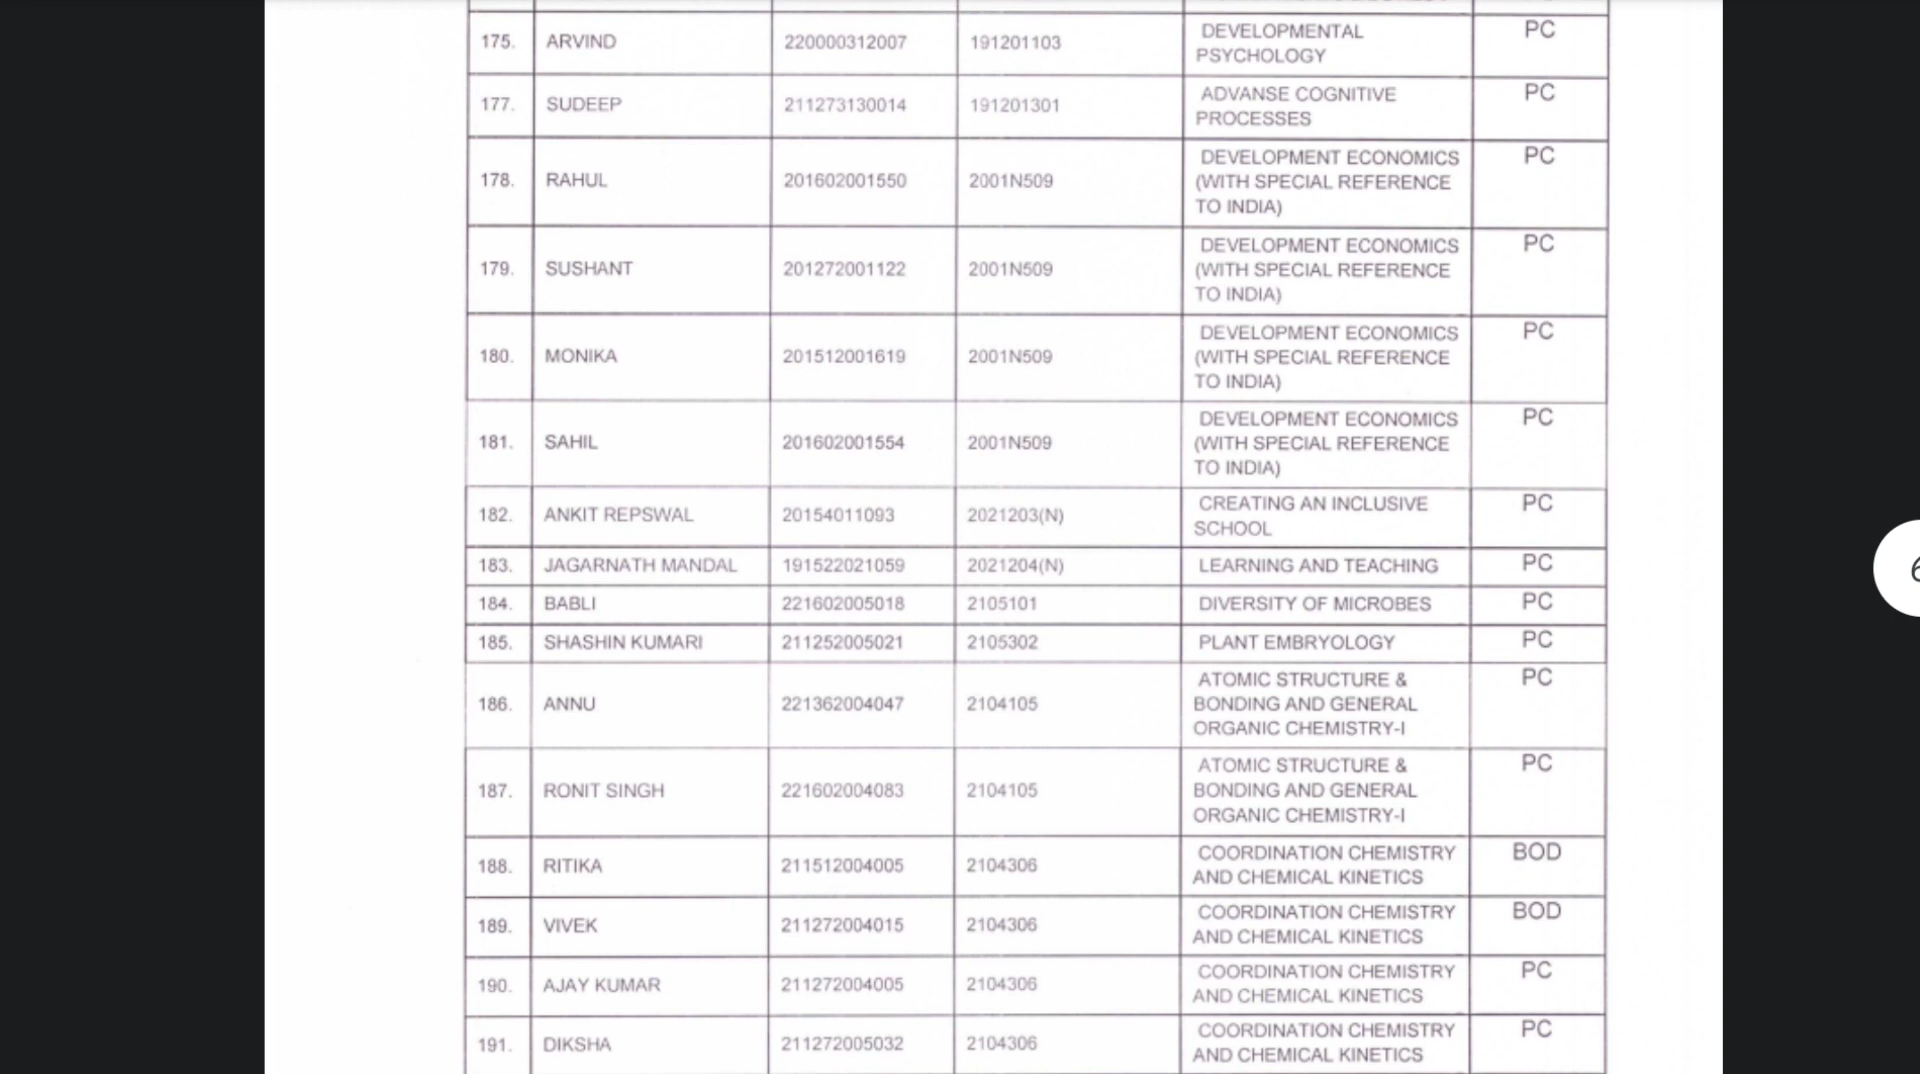 175. ARVIND 220000312007 191201103 DEVELOPMENTAL PSYCHOLOGY PC
177. SUDEEP 211273130014 191201301 ADVANSE COGNITIVE PROCESSES PC
178. RAHUL 201602001550 2001N509 DEVELOPMENT ECONOMICS (WITH SPECIAL REFERENCE TO INDIA) PC
179. SUSHANT 201272001122 2001N509 DEVELOPMENT ECONOMICS (WITH SPECIAL REFERENCE TO INDIA) PC
180. MONIKA 201512001619 2001N509 DEVELOPMENT ECONOMICS (WITH SPECIAL REFERENCE TO INDIA) PC
181. SAHIL 201602001554 2001N509 DEVELOPMENT ECONOMICS (WITH SPECIAL REFERENCE TO INDIA) PC
182. ANKIT REPSWAL 20154011093 2021203(N) CREATING AN INCLUSIVE SCHOOL PC
183. JAGARNATH MANDAL 191522021059 2021204(N) LEARNING AND TEACHING PC
184. BABLI 221602005018 2105101 DIVERSITY OF MICROBES PC
185. SHASHIN KUMARI 211252005021 2105302 PLANT EMBRYOLOGY PC
186. ANNU 221362004047 2104105 ATOMIC STRUCTURE & BONDING AND GENERAL ORGANIC CHEMISTRY-I PC
187. RONIT SINGH 221602004083 2104105 ATOMIC STRUCTURE & BONDING AND GENERAL ORGANIC CHEMISTRY-I PC
188. RITIKA 211512004005 2104306 COORDINATION CHEMISTRY AND CHEMICAL KINETICS BOD
189. VIVEK 211272004015 2104306 COORDINATION CHEMISTRY AND CHEMICAL KINETICS BOD
190. AJAY KUMAR 211272004005 2104306 COORDINATION CHEMISTRY AND CHEMICAL KINETICS PC
191. DIKSHA 211272005032 2104306 COORDINATION CHEMISTRY AND CHEMICAL KINETICS PC